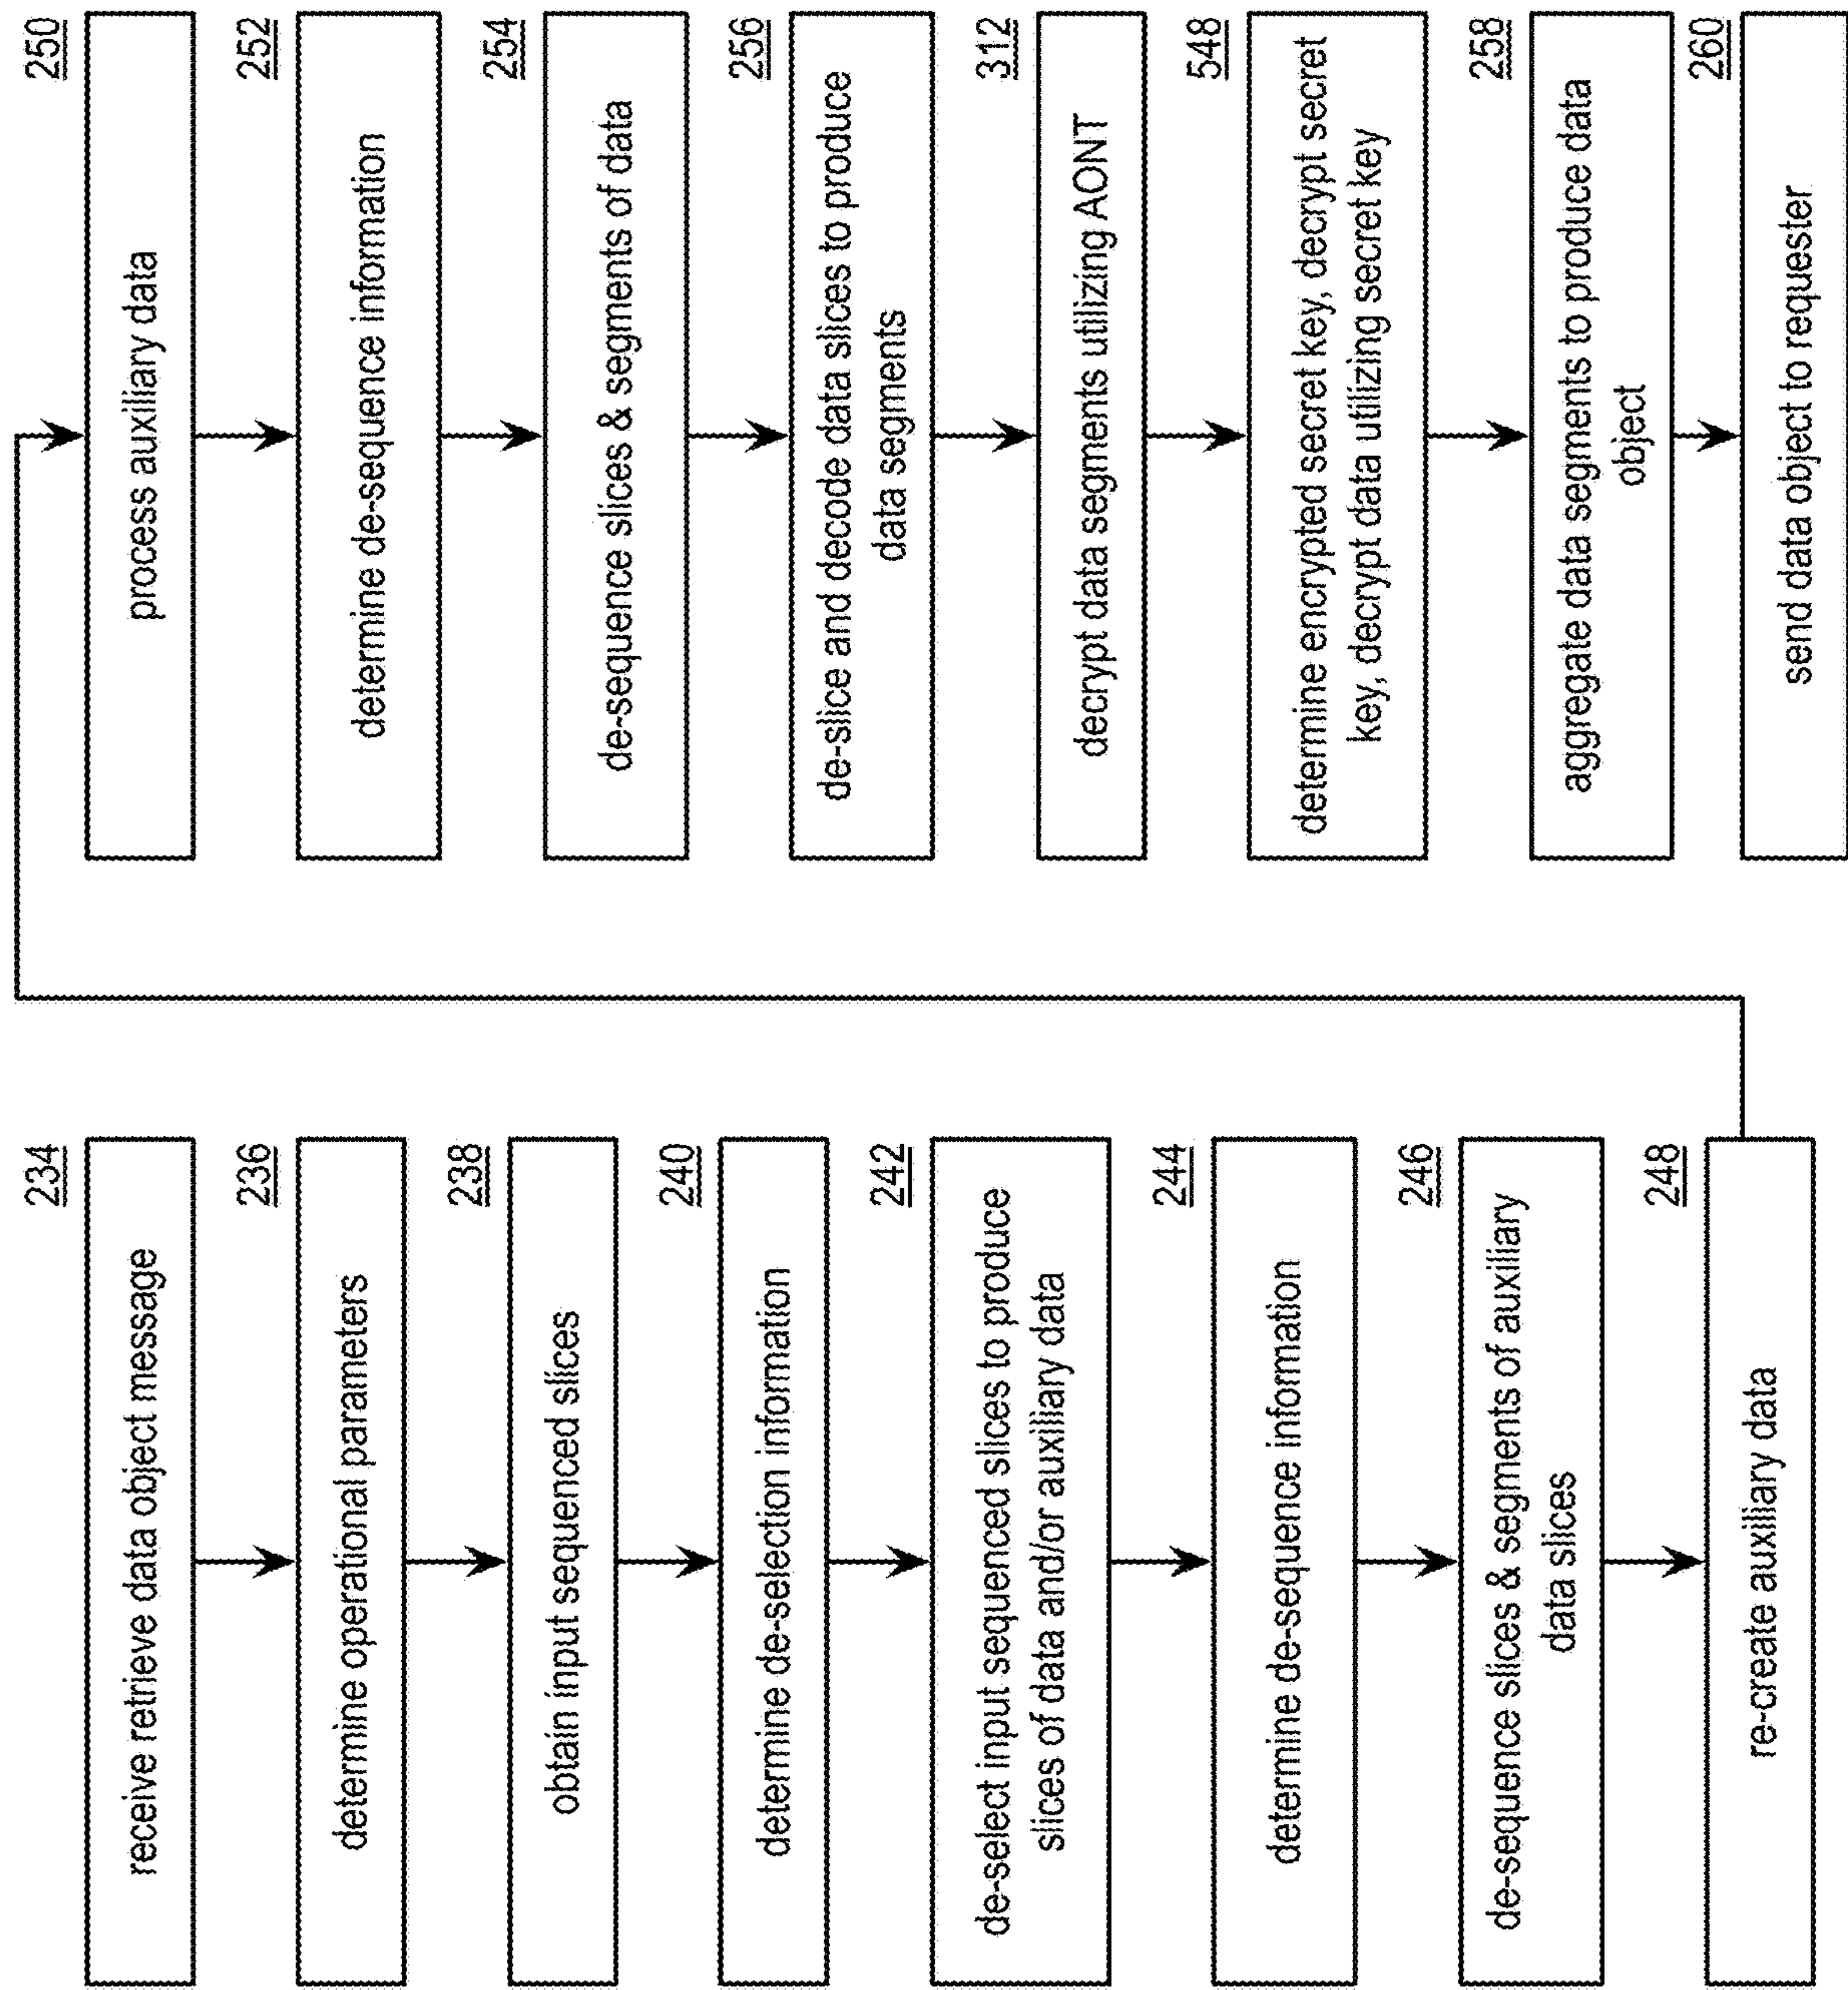 234
receive retrieve data object message
236
determine operational parameters
238
obtain input sequenced slices
240
determine de-selection information
242
de-select input sequenced slices to produce
slices of data and/or auxiliary data
244
determine de-sequence information
246
de-sequence slices & segments of auxiliary
data slices
248
re-create auxiliary data
250
process auxiliary data
252
determine de-sequence information
254
de-sequence slices & segments of data
256
de-slice and decode data slices to produce
data segments
312
decrypt data segments utilizing AONT
548
determine encrypted secret key, decrypt secret
key, decrypt data utilizing secret key
258
aggregate data segments to produce data
object
260
send data object to requester